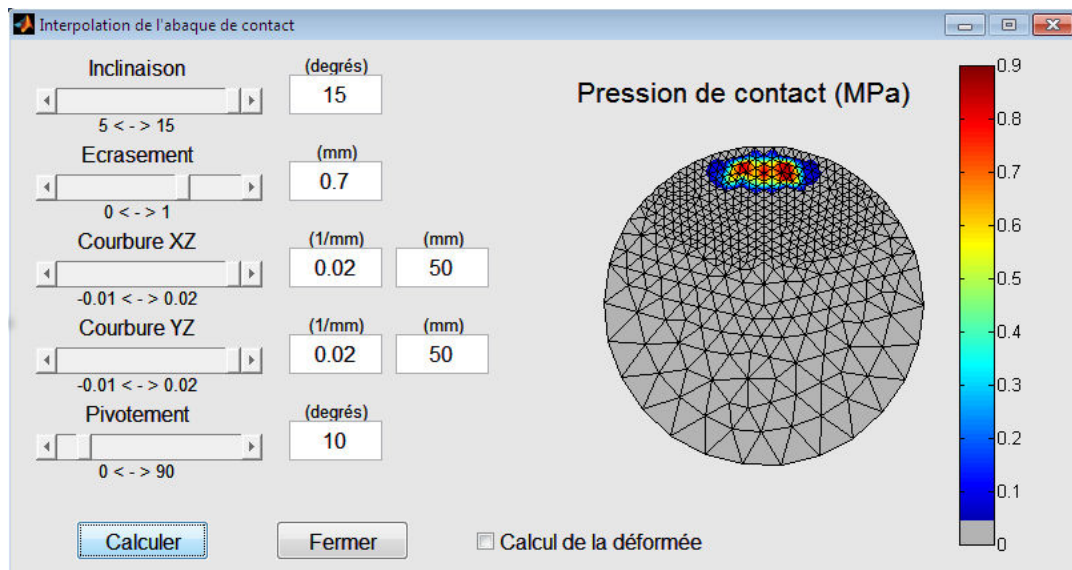 Interpolation de l'abaque de contact
Inclinaison
(degrés)
15
5 < - > 15
Ecrasement
(mm)
0.7
0 < - > 1
Courbure XZ
(1/mm) (mm)
0.02 50
-0.01 < - > 0.02
Courbure YZ
(1/mm) (mm)
0.02 50
-0.01 < - > 0.02
Pivotement
(degrés)
10
0 < - > 90
Calculer
Fermer
Calcul de la déformée
Pression de contact (MPa)
0.9
0.8
0.7
0.6
0.5
0.4
0.3
0.2
0.1
0